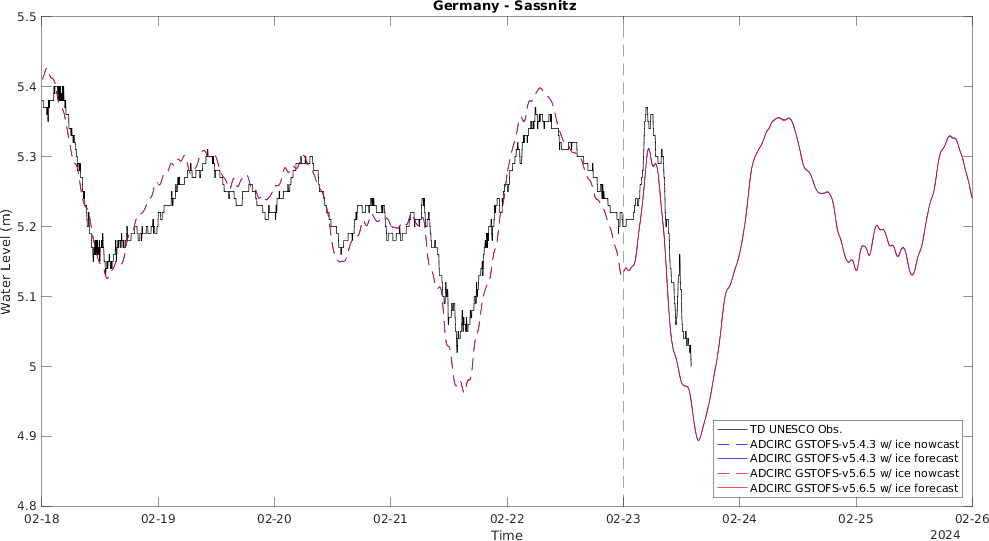 Germany - Sassnitz
5.5
5.4
5.3
5.2
5.1
5
4.9
4.8
Water Level (m)
02-18
02-19
02-20
02-21
02-22
02-23
02-24
02-25
02-26
Time
2024
TD UNESCO Obs.
ADCIRC GSTOFS-v5.4.3 w/ ice nowcast
ADCIRC GSTOFS-v5.4.3 w/ ice forecast
ADCIRC GSTOFS-v5.6.5 w/ ice nowcast
ADCIRC GSTOFS-v5.6.5 w/ ice forecast